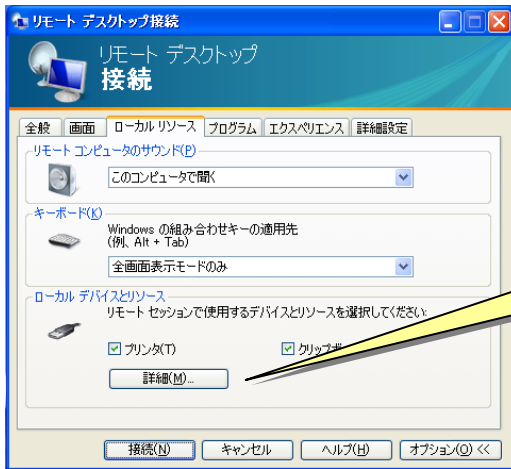 リモート デスクトップ接続
リモート デスクトップ
接続
全般 画面 ローカル リソース プログラム エクスペリエンス 詳細設定
リモート コンピュータのサウンド(P)
このコンピュータで聞く
キーボード(K)
Windows の組み合わせキーの適用先
(例、Alt + Tab)
全画面表示モードのみ
ローカル デバイスとリソース
リモート セッションで使用するデバイスとリソースを選択してください:
プリンタ(T) クリップボ
詳細(M)...
接続(N) キャンセル ヘルプ(H) オプション(O) <<